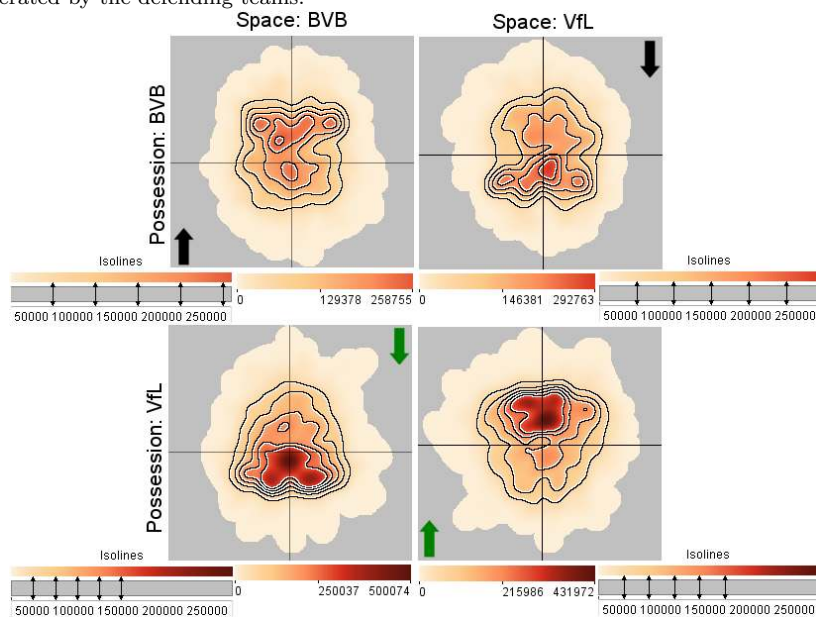 erated by the defending teams.
Space: BVB Space: VfL
Possession: BVB
Isolines Isolines
0 129378 258755 0 146381 292763
50000 100000 150000 200000 250000 50000 100000 150000 200000 250000
Possession: VfL
Isolines Isolines
0 250037 500074 0 215986 431972
50000 100000 150000 200000 250000 50000 100000 150000 200000 250000